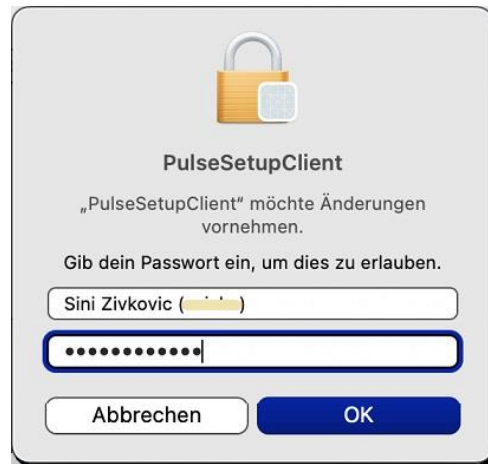 PulseSetupClient
„PulseSetupClient" möchte Änderungen
vornehmen.
Gib dein Passwort ein, um dies zu erlauben.
Sini Zivkovic ( )
●●●●●●●●●●●●
Abbrechen
OK